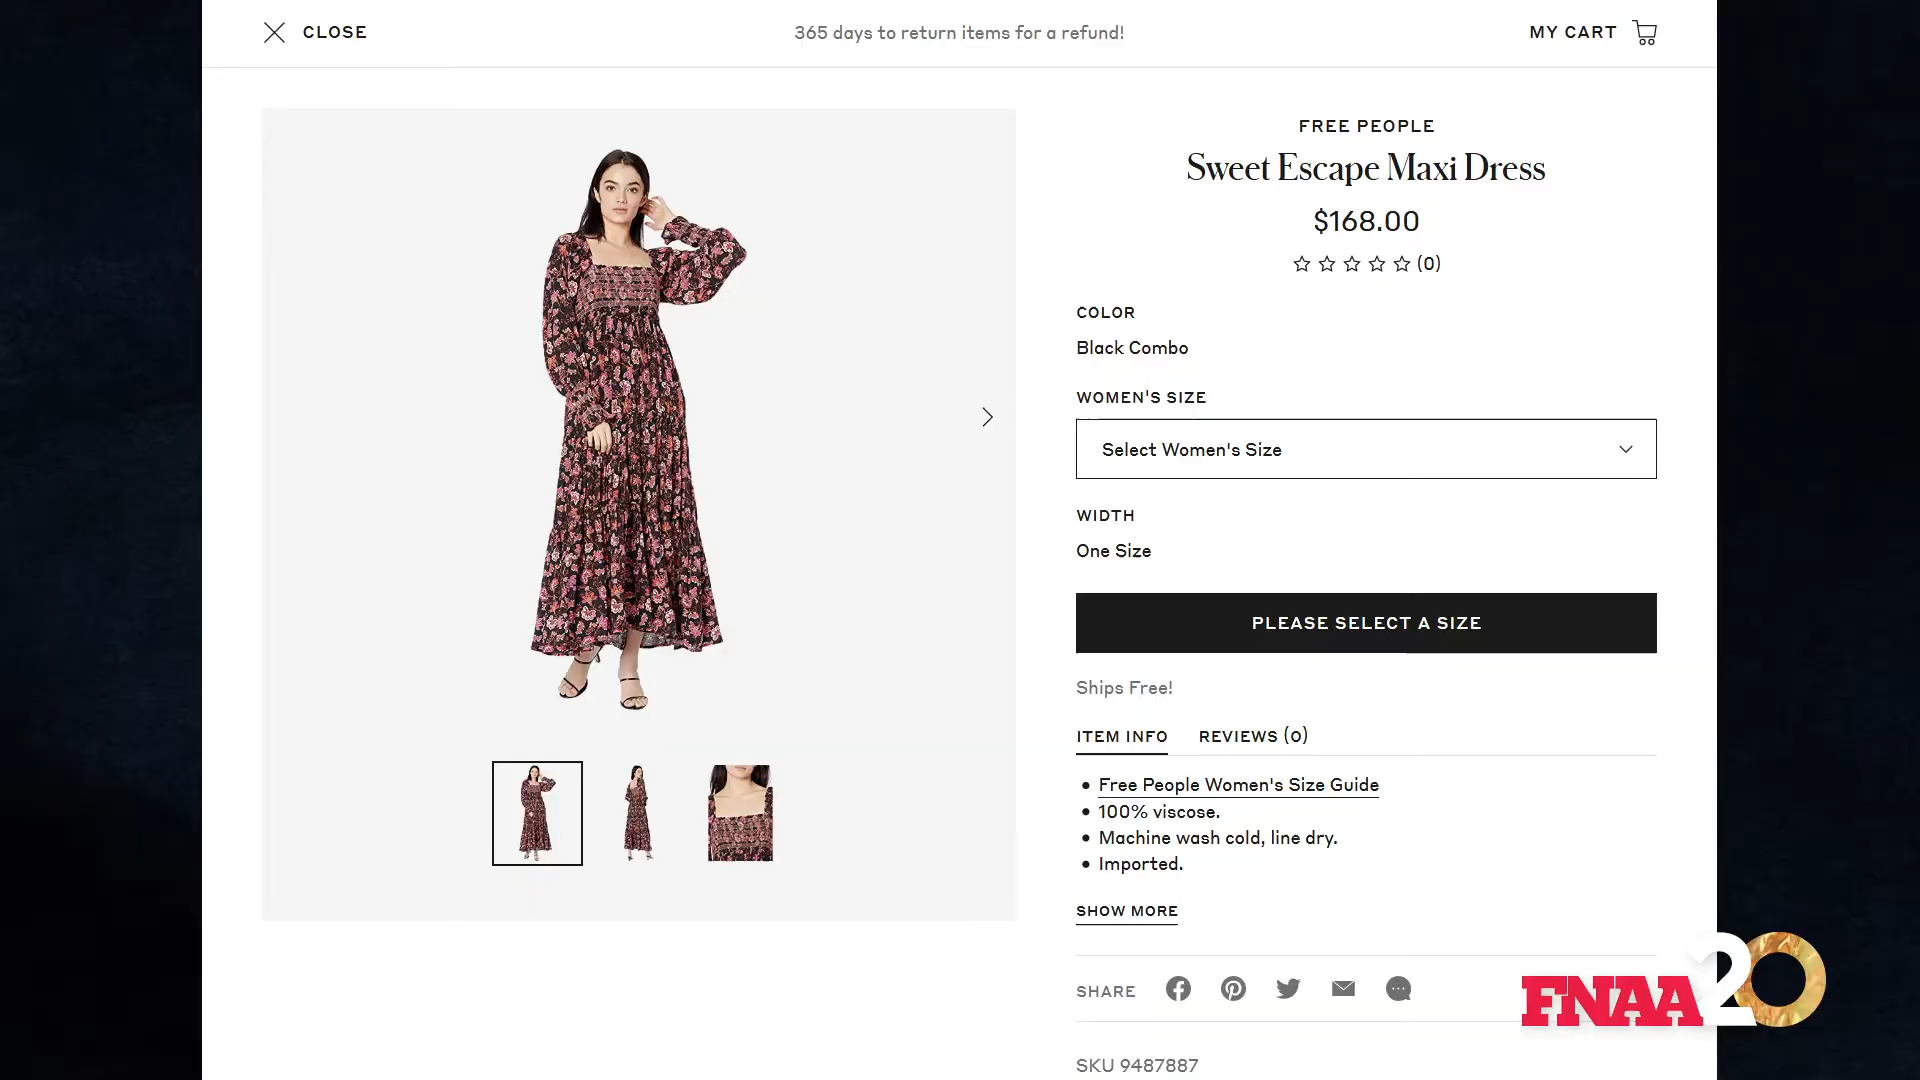 CLOSE
365 days to return items for a refund!
MY CART
FREE PEOPLE
Sweet Escape Maxi Dress
$168.00
(0)
COLOR
Black Combo
WOMEN'S SIZE
Select Women's Size
WIDTH
One Size
PLEASE SELECT A SIZE
Ships Free!
ITEM INFO REVIEWS (0)
• Free People Women's Size Guide
• 100% viscose.
• Machine wash cold, line dry.
• Imported.
SHOW MORE
SHARE
FNAA20
SKU 9487887